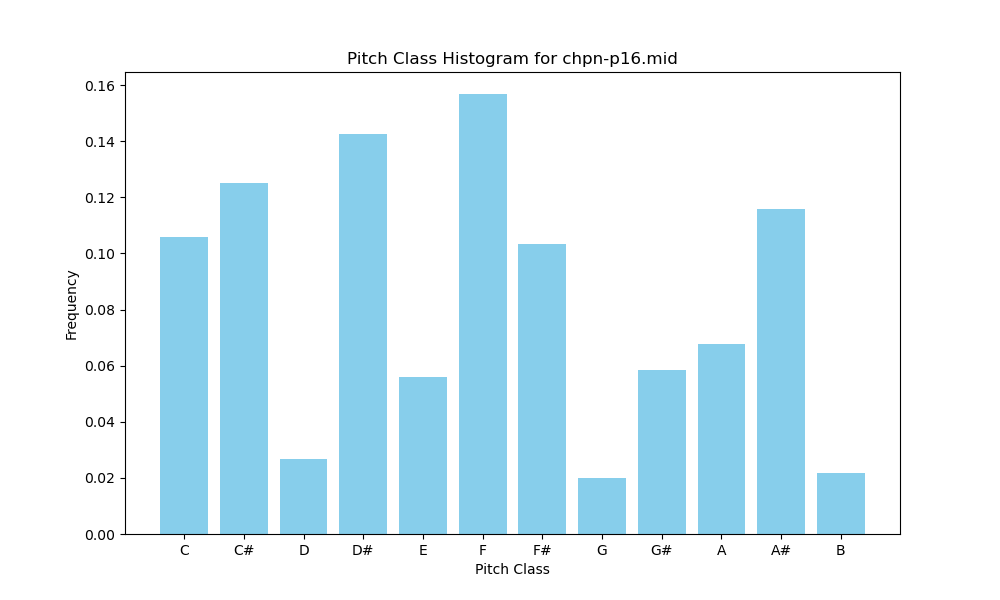 Pitch Class Histogram for chpn-p16.mid
0.16
0.14
0.12
0.10
0.08
0.06
0.04
0.02
0.00
Frequency
C C# D D# E F F# G G# A A# B
Pitch Class